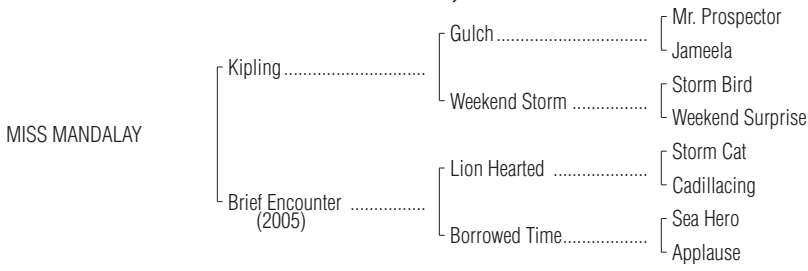 Mr. Prospector
Gulch ................................
Jameela
Kipling ..............................
Storm Bird
Weekend Storm ................
Weekend Surprise
MISS MANDALAY
Storm Cat
Lion Hearted ....................
Cadillacing
Brief Encounter ................
(2005)
Sea Hero
Borrowed Time..................
Applause